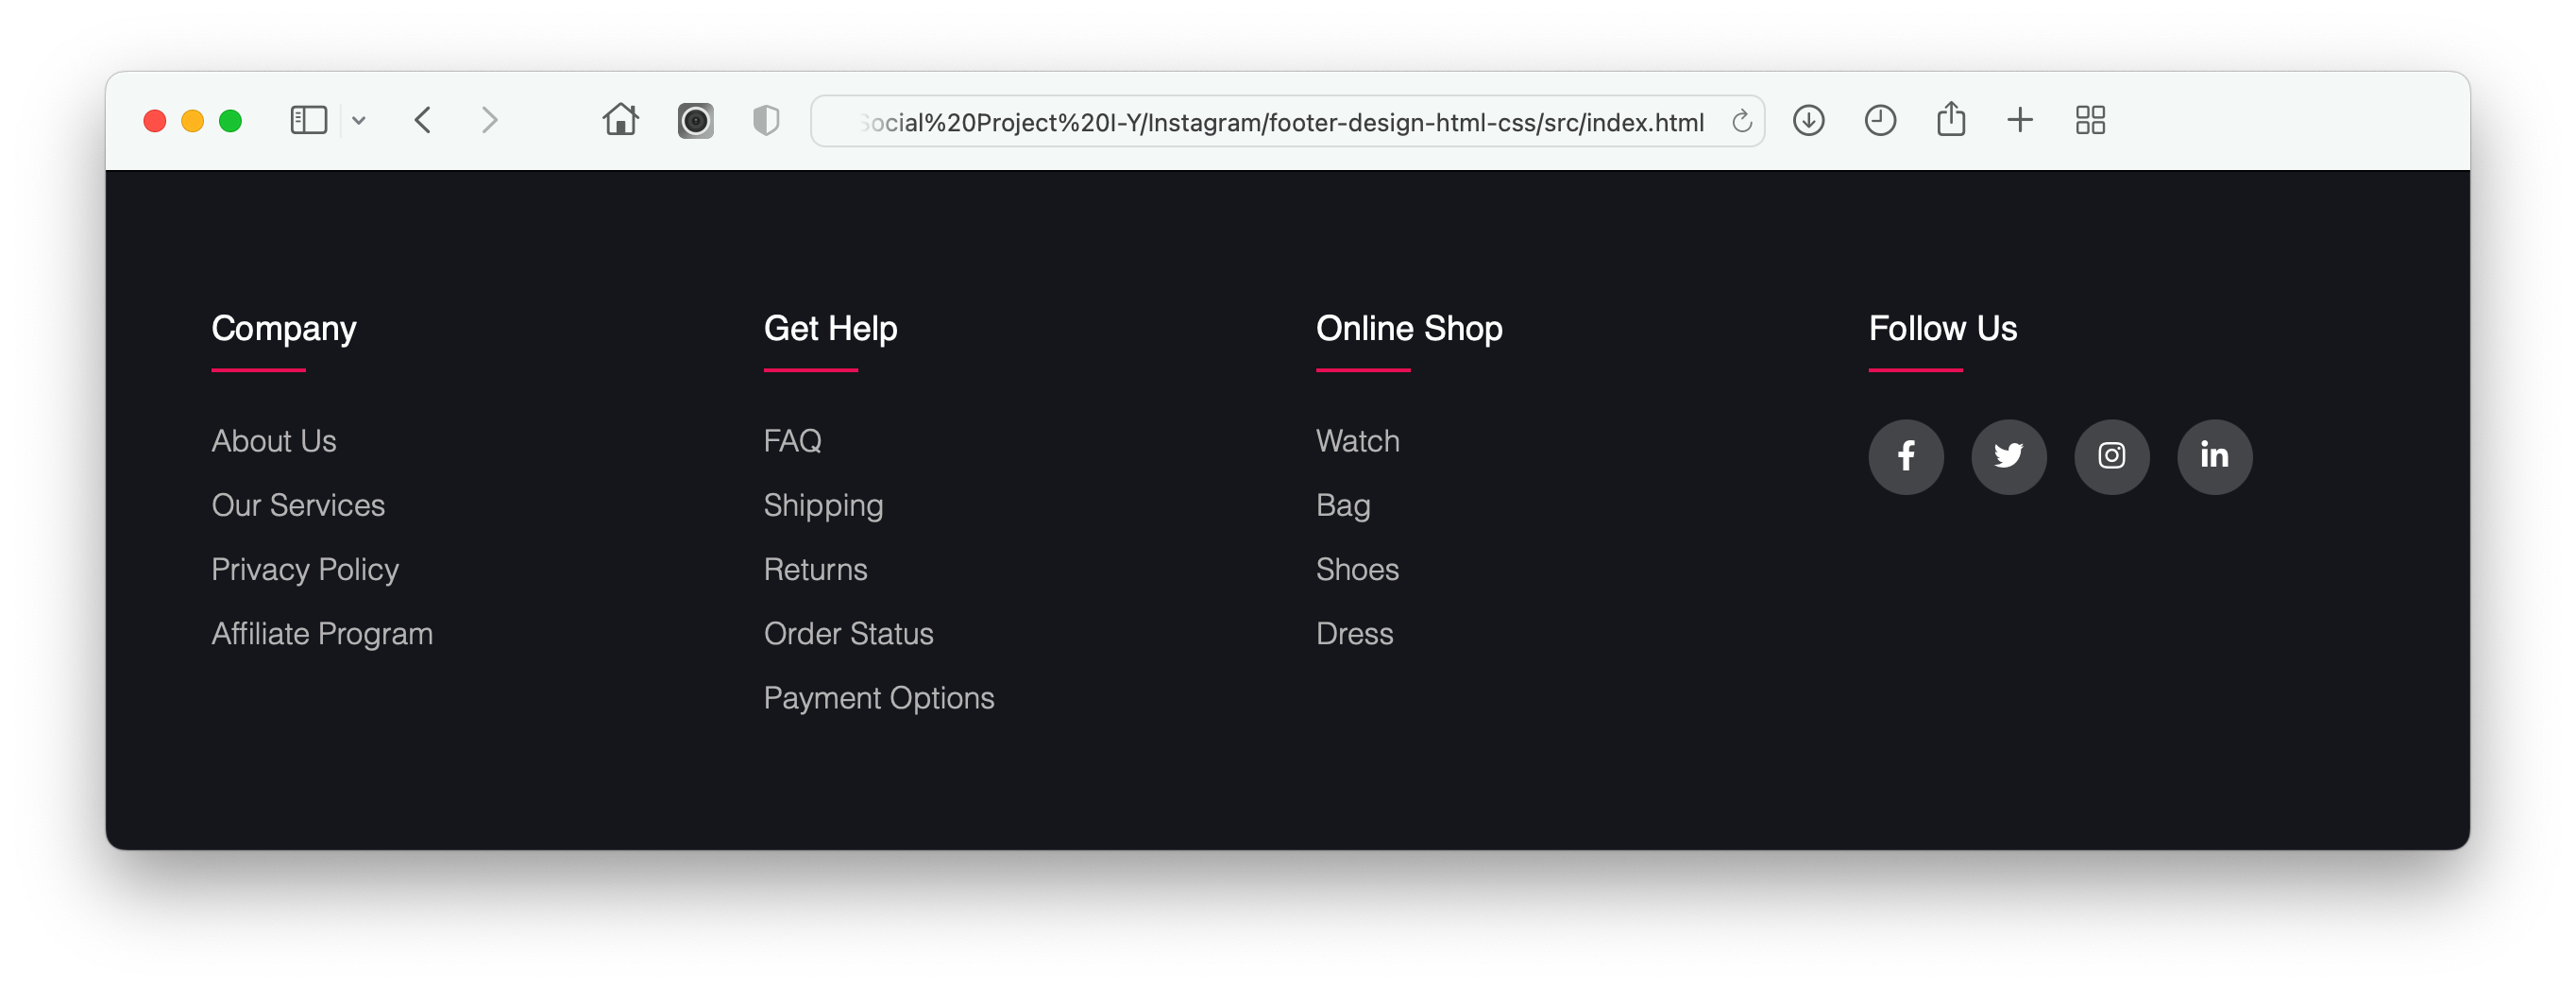 Social%20Project%20I-Y/Instagram/footer-design-html-css/src/index.html
Company
About Us
Our Services
Privacy Policy
Affiliate Program
Get Help
FAQ
Shipping
Returns
Order Status
Payment Options
Online Shop
Watch
Bag
Shoes
Dress
Follow Us